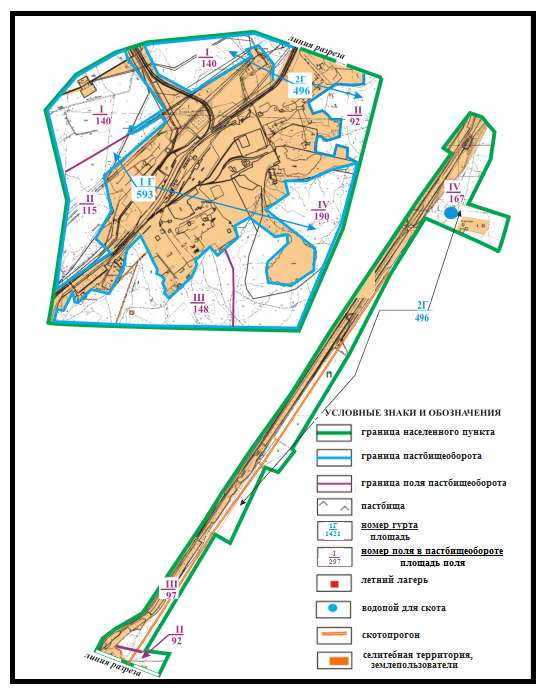 линия разреза
I
140
2Г
496
I
140
II
92
1 Г
593
II
115
IV
190
III
148
IV
167
2Г
496
П
УСЛОВНЫЕ ЗНАКИ И ОБОЗНАЧЕНИЯ
граница населенного пункта
граница пастбищеоборота
граница поля пастбищеоборота
пастбища
1Г
1421
номер гурта
площадь
I
297
номер поля в пастбищеобороте
площадь поля
летний лагерь
водопой для скота
скотопрогон
селитебная территория,
землепользователи
III
97
II
92
линия разреза